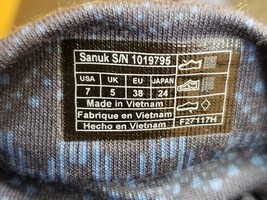 Sanuk S/N 1019795
USA UK EU JAPAN
7 5 38 24
Made in Vietnam
Fabrique en Vietnam
Hecho en Vietnam
F27117H